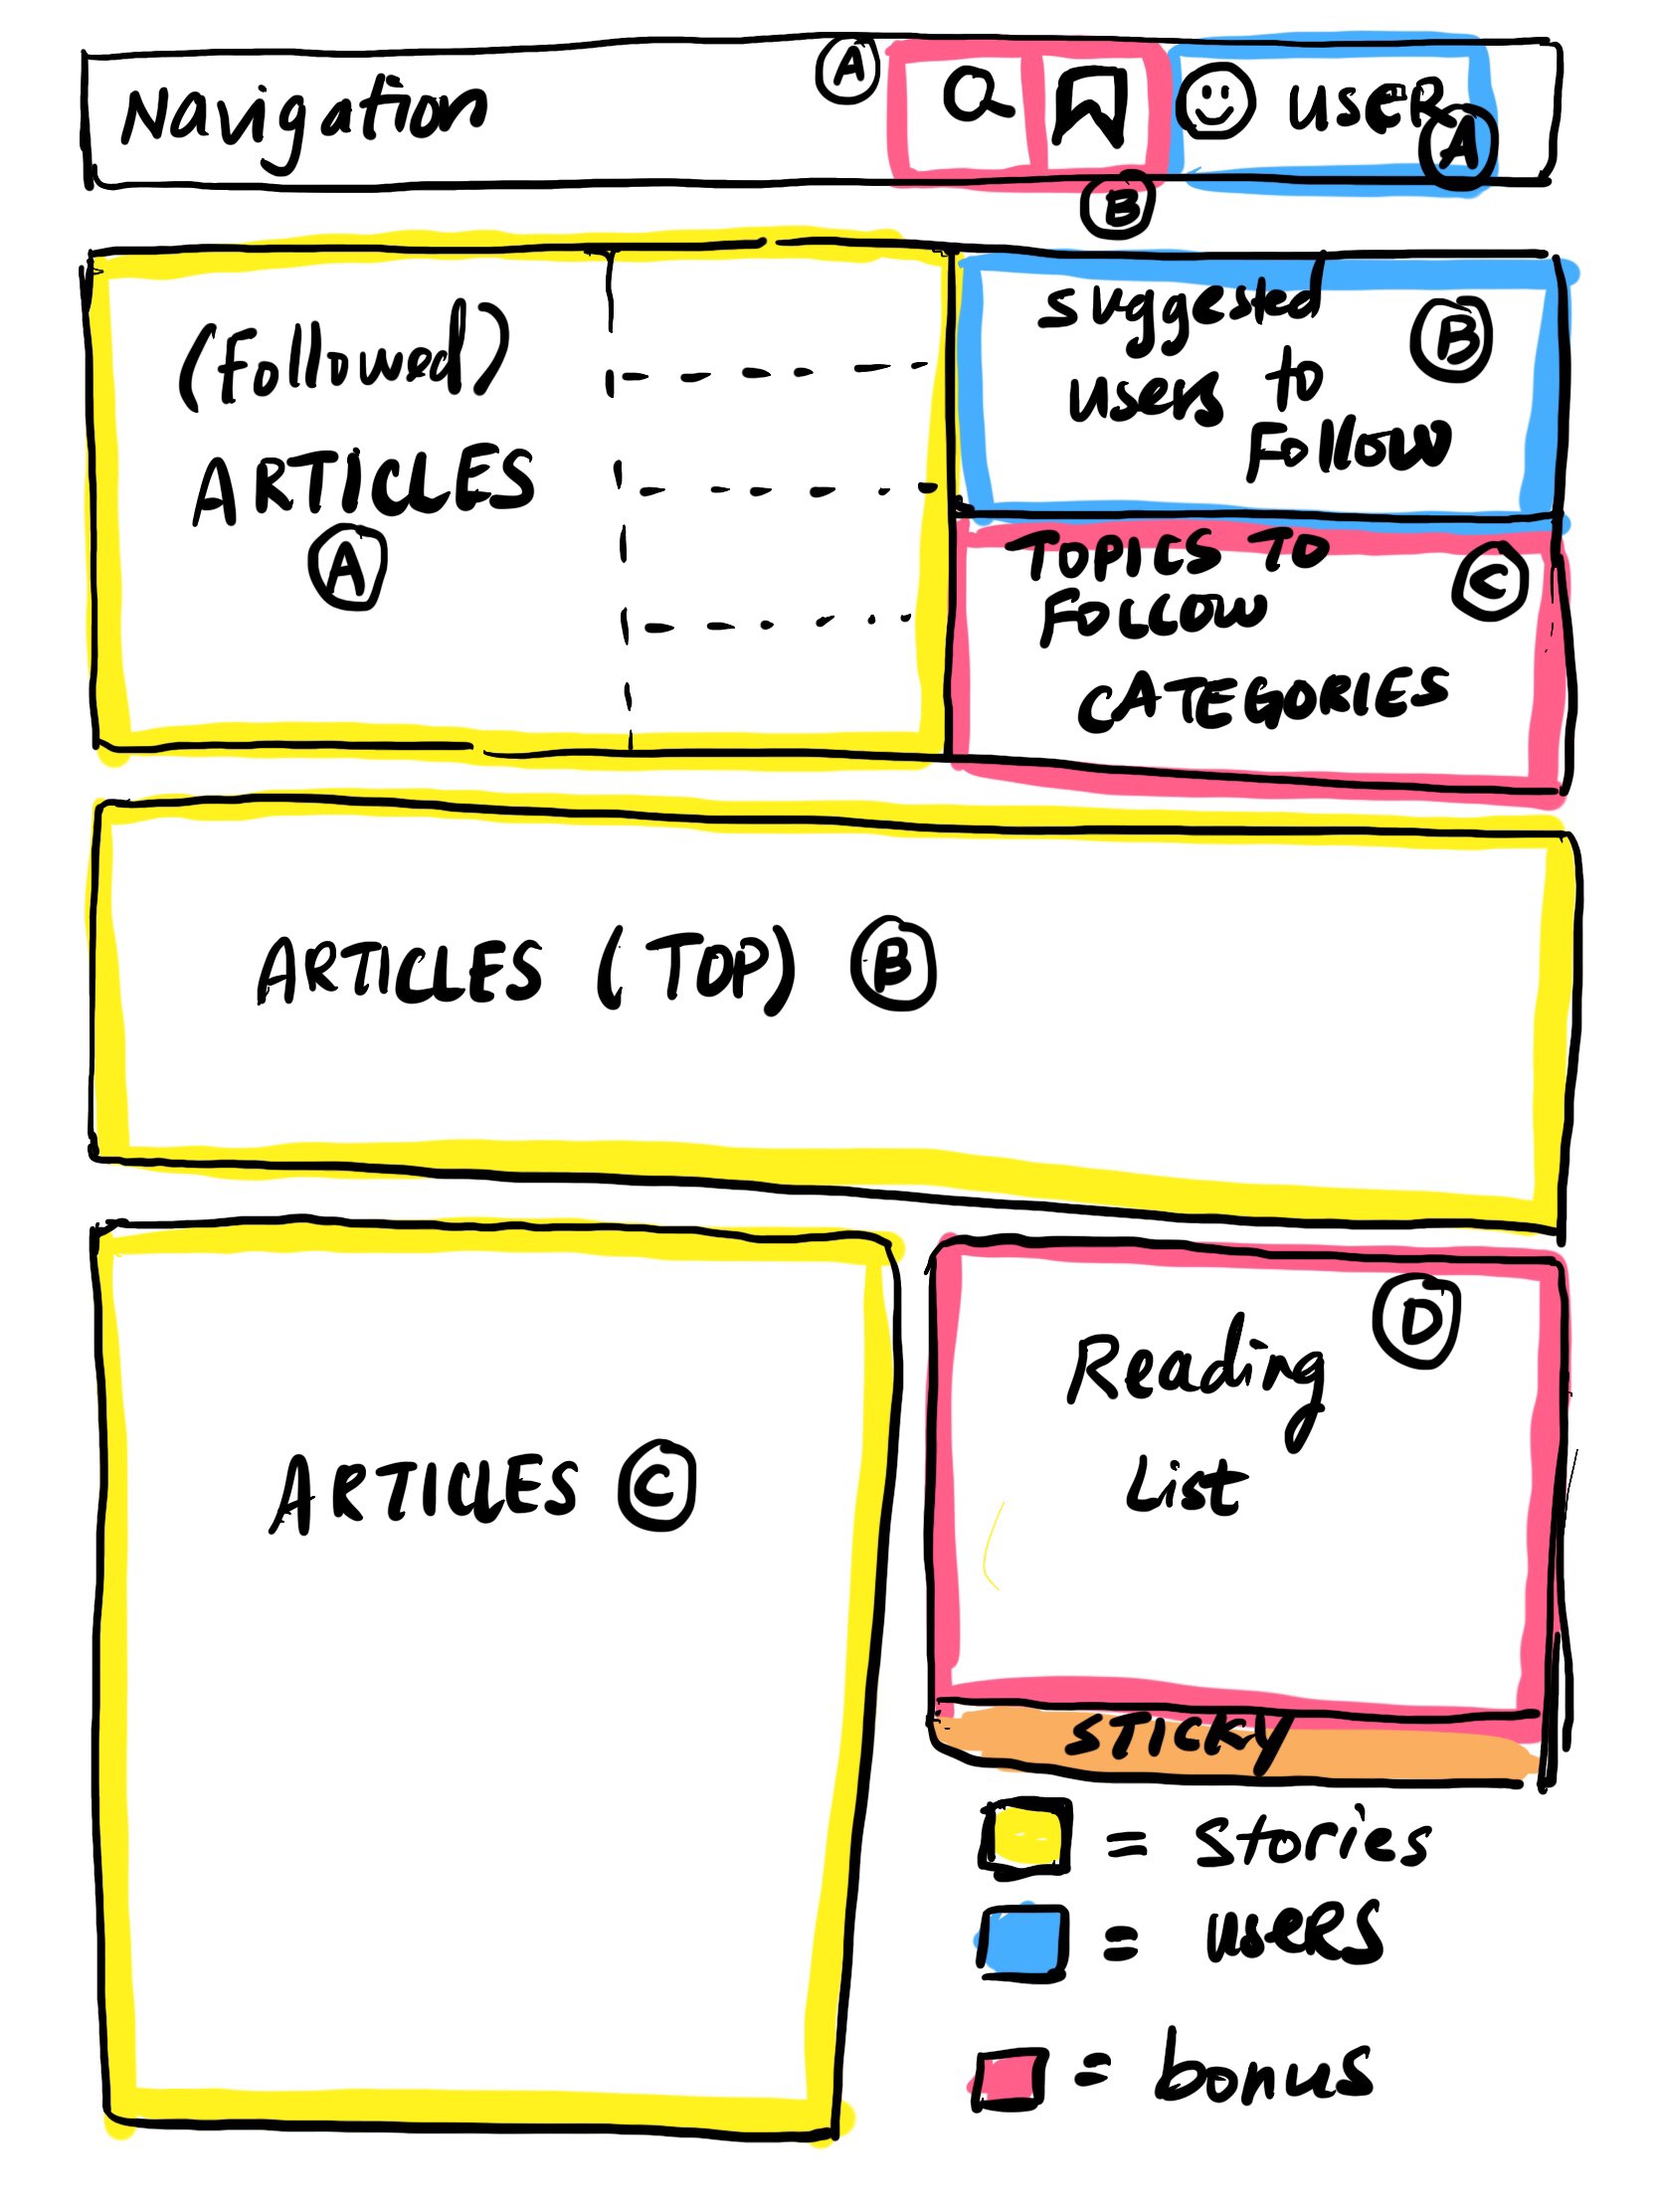 Navigation
A
B
user
A
(Followed)
ARTICLES
A
suggested
users to
Follow
B
TOPICS TO
FOLLOW
CATEGORIES
C
ARTICLES (TOP) B
ARTICLES C
Reading
List
D
STICKY
= stories
= users
= bonus